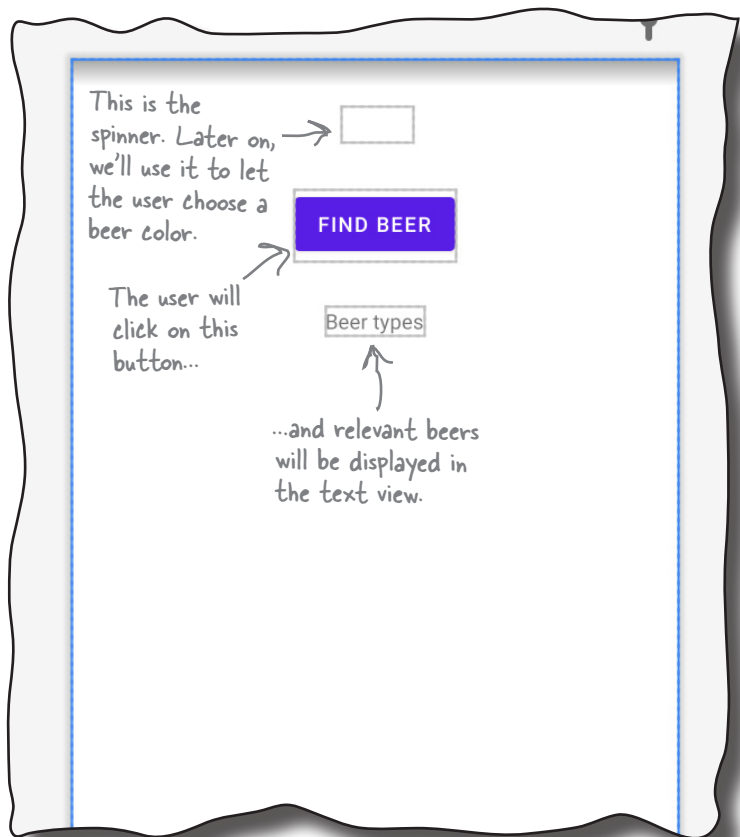 This is the
spinner. Later on,
we'll use it to let
the user choose a
beer color.
FIND BEER
The user will
click on this
button...
Beer types
...and relevant beers
will be displayed in
the text view.